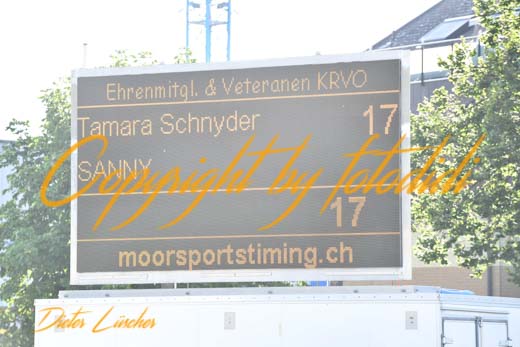 Ehrenmitgl. & Veteranen KRVO
Tamara Schnyder 17
SANNY
Copyright by fotodidi
17
moorsportstiming.ch
Dieter Lüscher